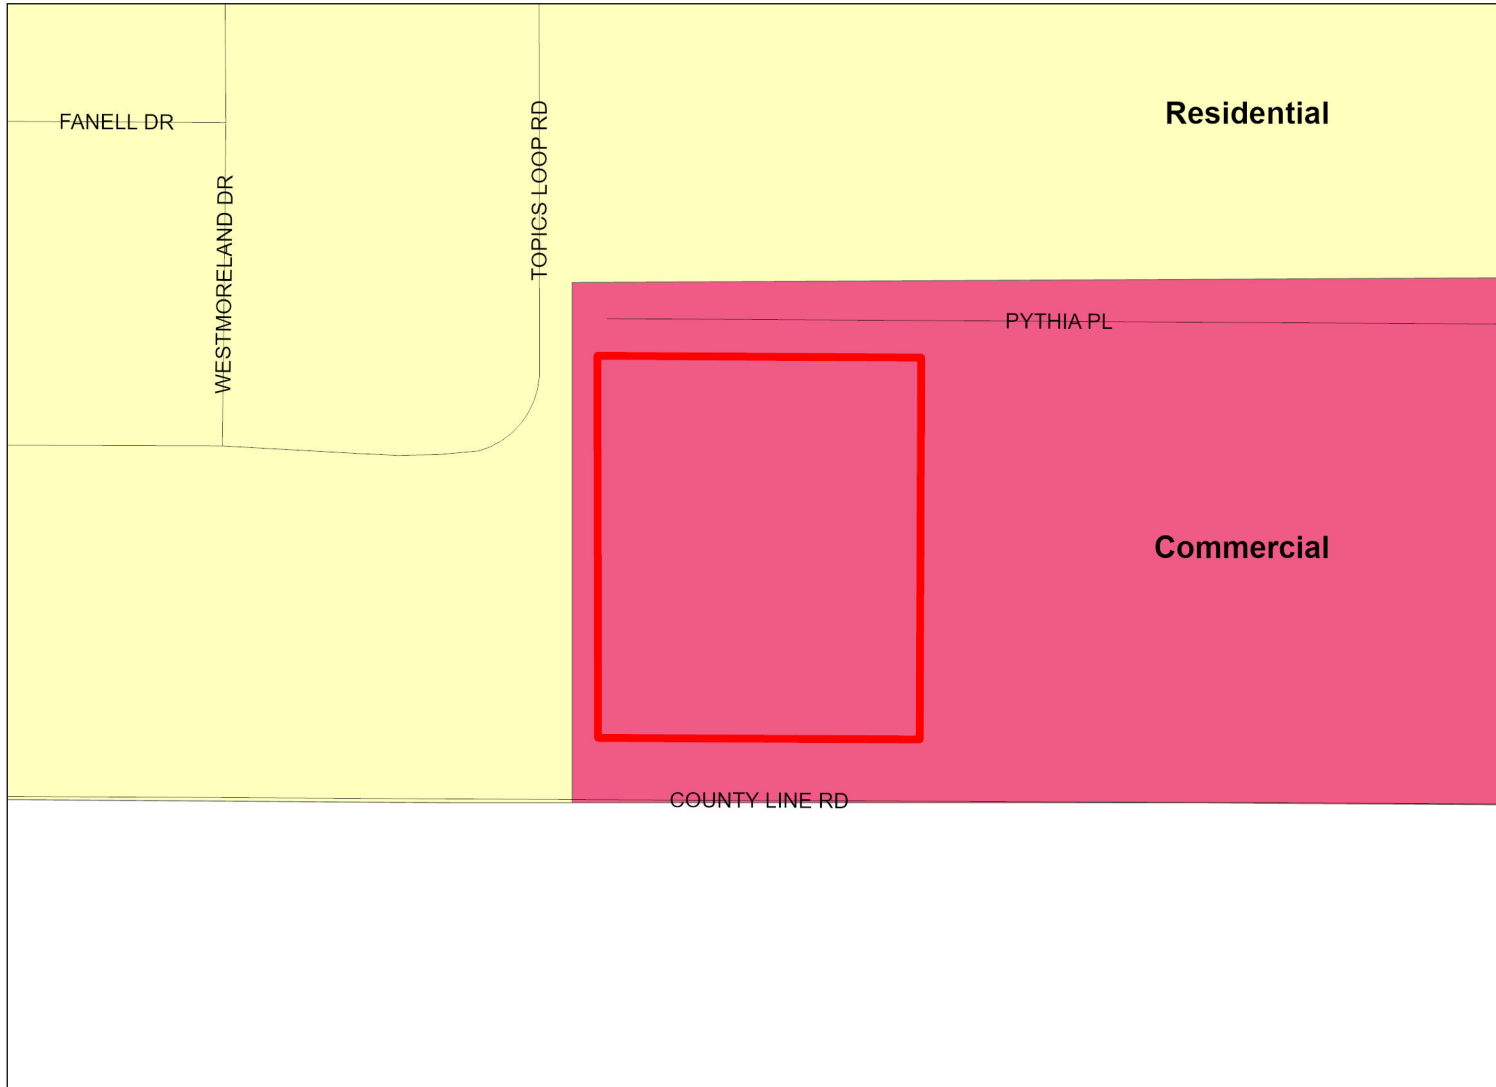 Residential
FANELL DR
TOPICS LOOP RD
WESTMORELAND DR
PYTHIA PL
Commercial
COUNTY LINE RD